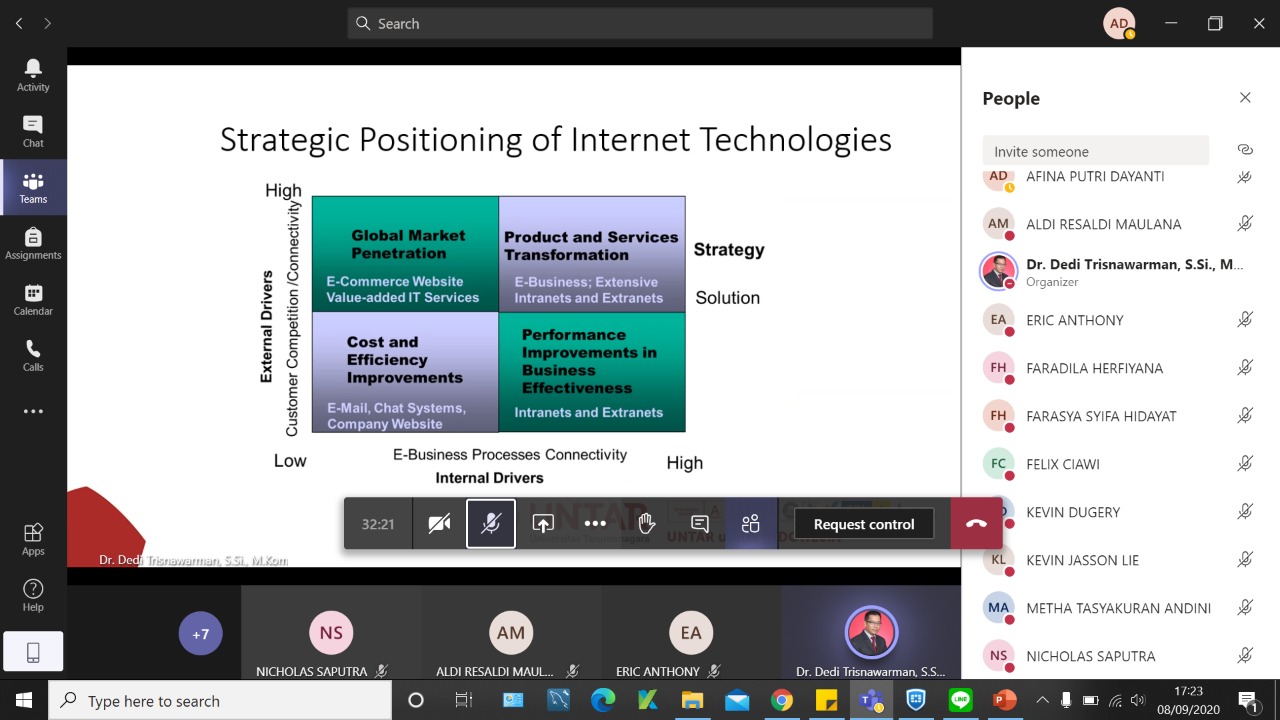 Search
AD
Activity
Chat
Teams
Assignments
Calendar
Calls
Apps
Help
Strategic Positioning of Internet Technologies
High
External Drivers
Customer Competition /Connectivity
Global Market
Penetration
E-Commerce Website
Value-added IT Services
Product and Services
Transformation
E-Business; Extensive
Intranets and Extranets
Strategy
Solution
Cost and
Efficiency
Improvements
E-Mail, Chat Systems,
Company Website
Performance
Improvements in
Business
Effectiveness
Intranets and Extranets
Low
E-Business Processes Connectivity
High
Internal Drivers
32:21
Request control
UNTAR
Universitas Tarumanagara
UNTAR
Dr. Dedi Trisnawarman, S.Si., M.Kom
+7
NS
NICHOLAS SAPUTRA
AM
ALDI RESALDI MAUL...
EA
ERIC ANTHONY
Dr. Dedi Trisnawarman, S.S...
People
Invite someone
AD
AFINA PUTRI DAYANTI
AM
ALDI RESALDI MAULANA
Dr. Dedi Trisnawarman, S.Si., M...
Organizer
EA
ERIC ANTHONY
FH
FARADILA HERFIYANA
FH
FARASYA SYIFA HIDAYAT
FC
FELIX CIAWI
KEVIN DUGERY
KL
KEVIN JASSON LIE
MA
METHA TASYAKURAN ANDINI
NS
NICHOLAS SAPUTRA
Type here to search
17:23
08/09/2020
1